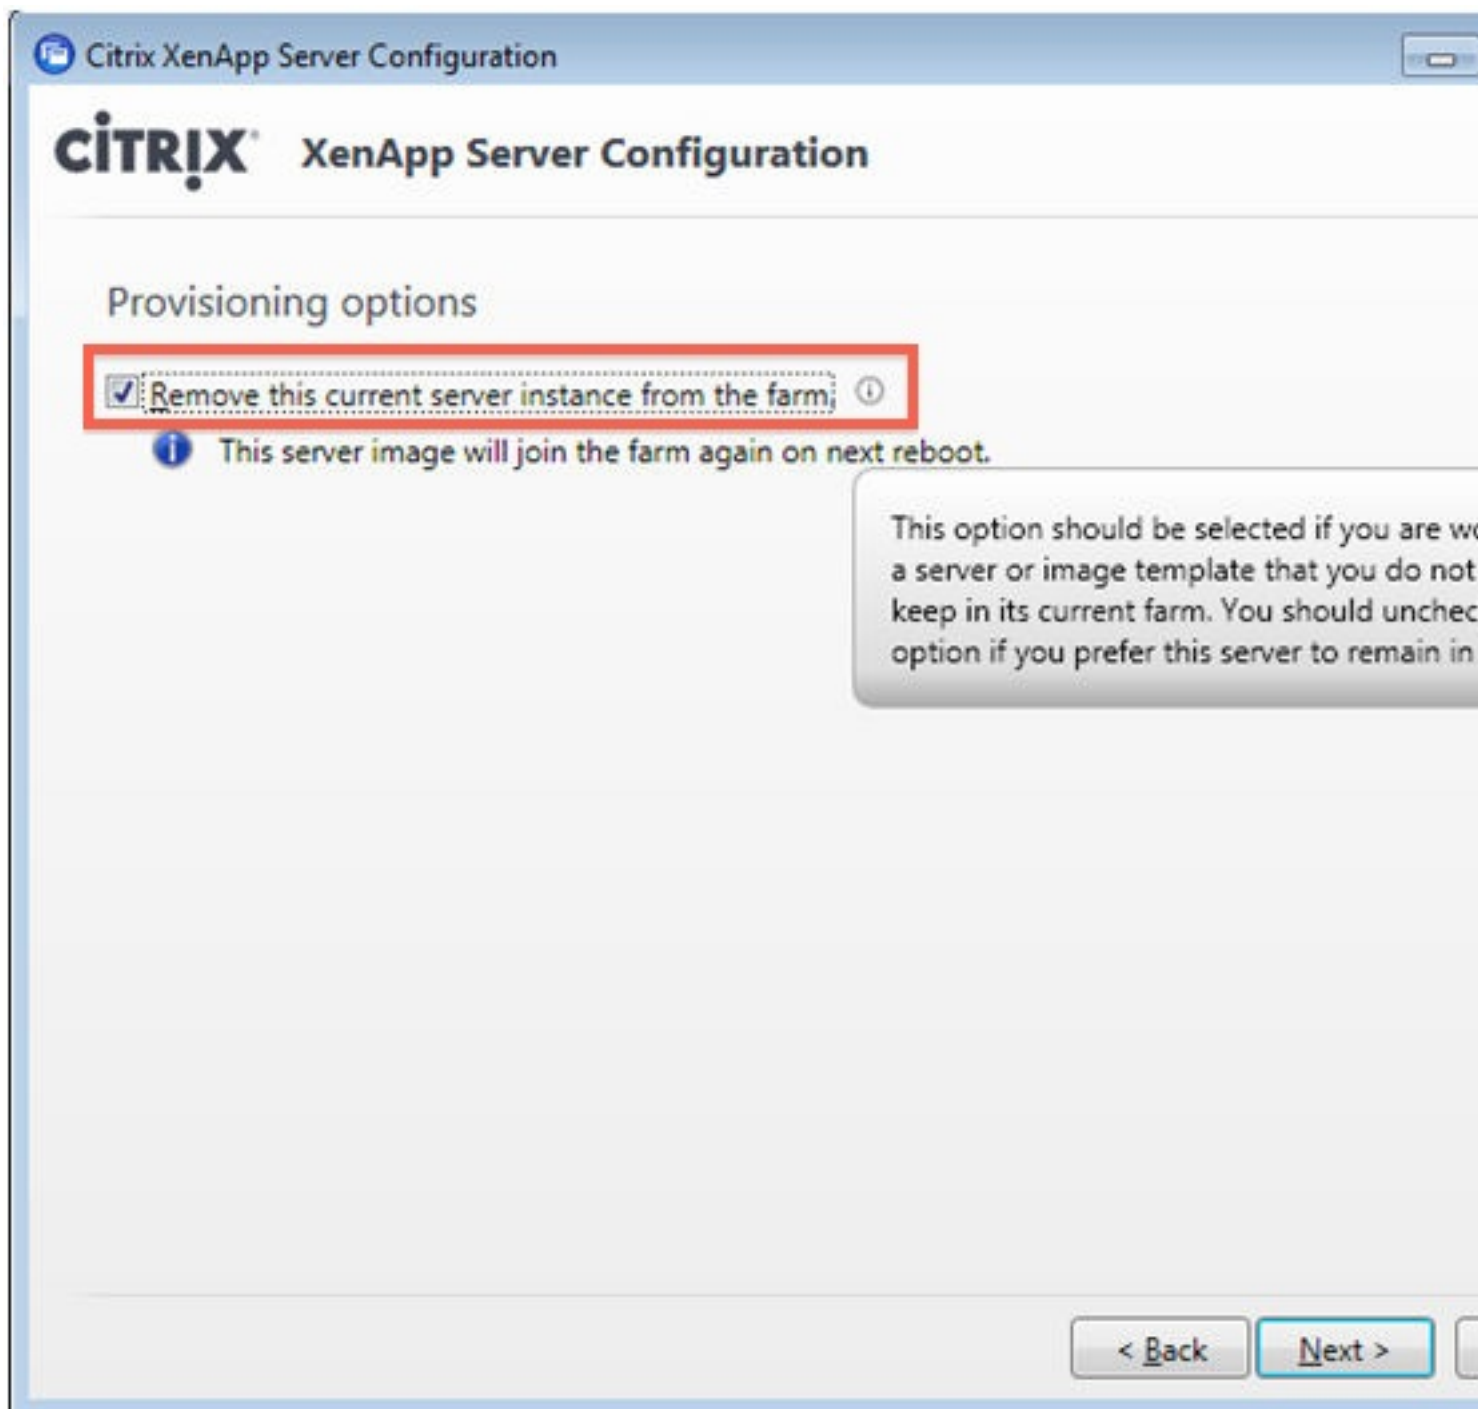 Citrix XenApp Server Configuration
CİTRIX XenApp Server Configuration
Provisioning options
Remove this current server instance from the farm.
This server image will join the farm again on next reboot.
This option should be selected if you are
a server or image template that you do not
keep in its current farm. You should
option if you prefer this server to remain in
< Back Next >